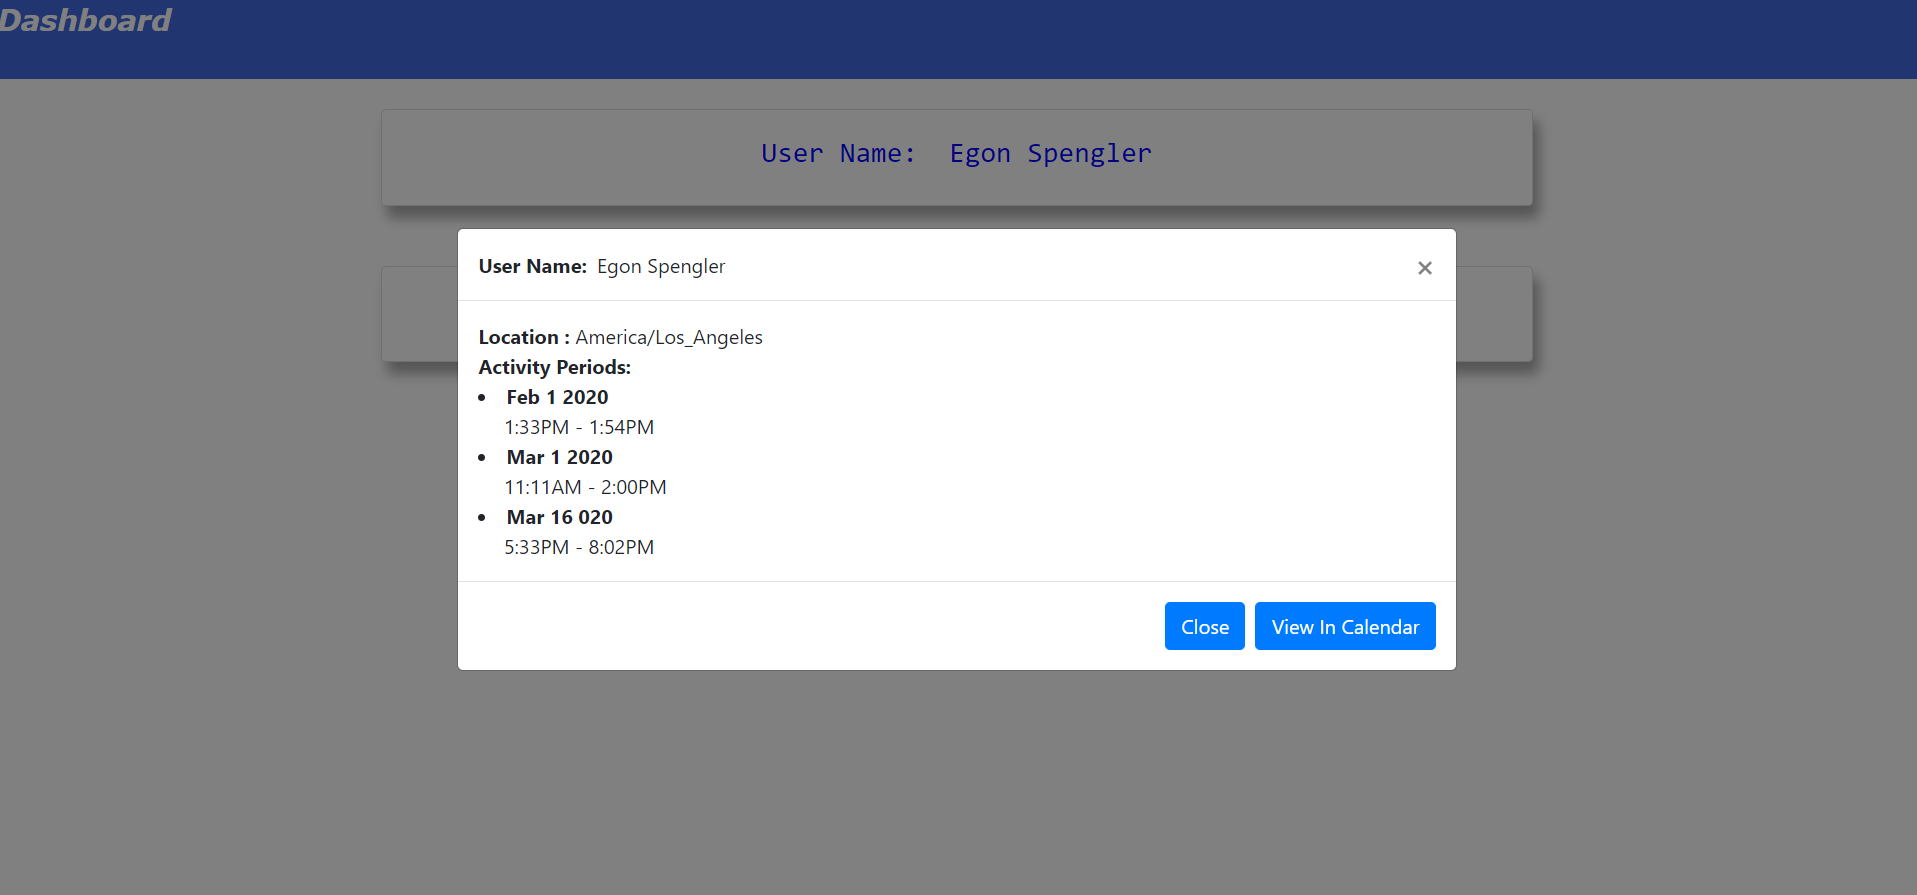 Dashboard
User Name:  Egon Spengler
User Name: Egon Spengler
×
Location : America/Los_Angeles
Activity Periods:
• Feb 1 2020
1:33PM - 1:54PM
• Mar 1 2020
11:11AM - 2:00PM
• Mar 16 020
5:33PM - 8:02PM
Close View In Calendar